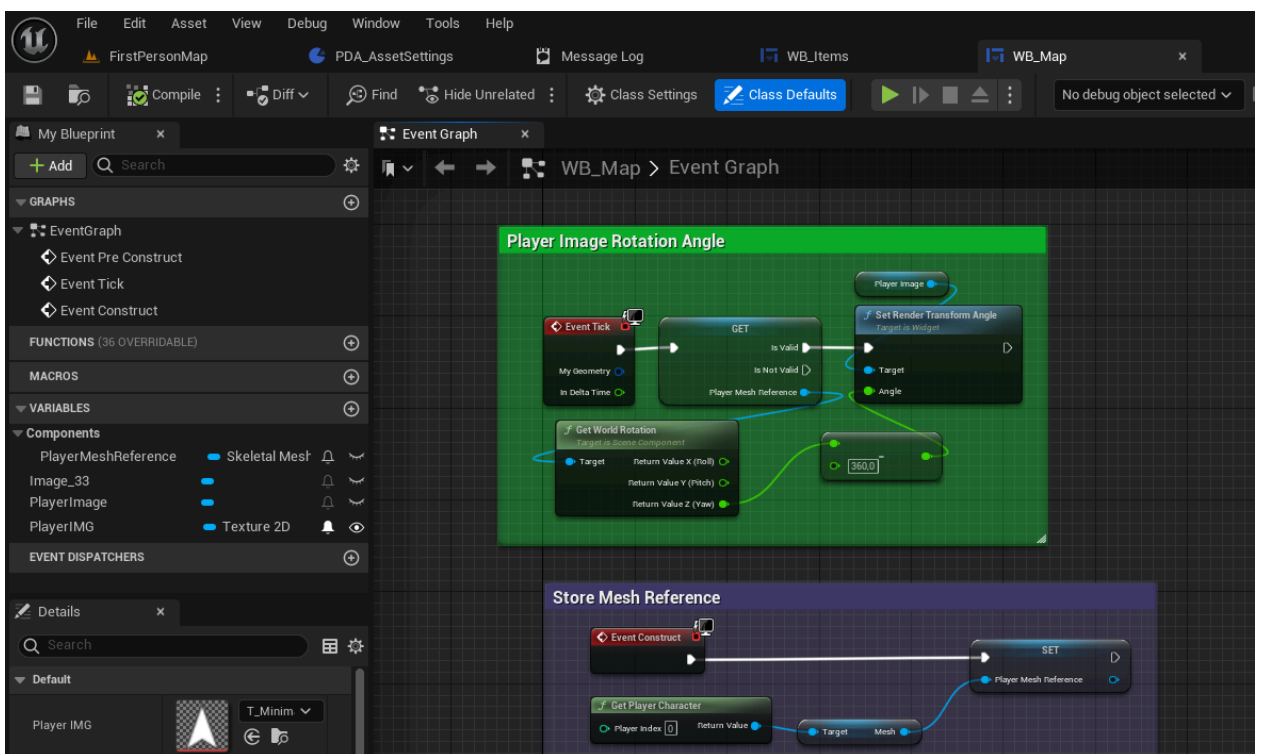 File Edit Asset View Debug Window Tools Help
FirstPersonMap PDA_AssetSettings Message Log WB_Items WB_Map
Compile Diff Find Hide Unrelated Class Settings Class Defaults No debug object selected
My Blueprint Event Graph
Add Search WB_Map > Event Graph
GRAPHS
EventGraph
Event Pre Construct
Event Tick
Event Construct
FUNCTIONS (36 OVERRIDABLE)
MACROS
VARIABLES
Components
PlayerMeshReference Skeletal Mesh
Image_33
PlayerImage
PlayerIMG Texture 2D
EVENT DISPATCHERS
Details
Search
Default
Player IMG T_Minim
Player Image Rotation Angle
Player Image
Event Tick
My Geometry
In Delta Time
GET
Is Valid
Is Not Valid
Player Mesh Reference
Set Render Transform Angle
Target is Widget
Target
Angle
Get World Rotation
Target is Scene Component
Target Return Value X (Roll)
Return Value Y (Pitch)
Return Value Z (Yaw)
360,0
Store Mesh Reference
Event Construct
SET
Player Mesh Reference
Get Player Character
Player Index 0 Return Value
Target Mesh